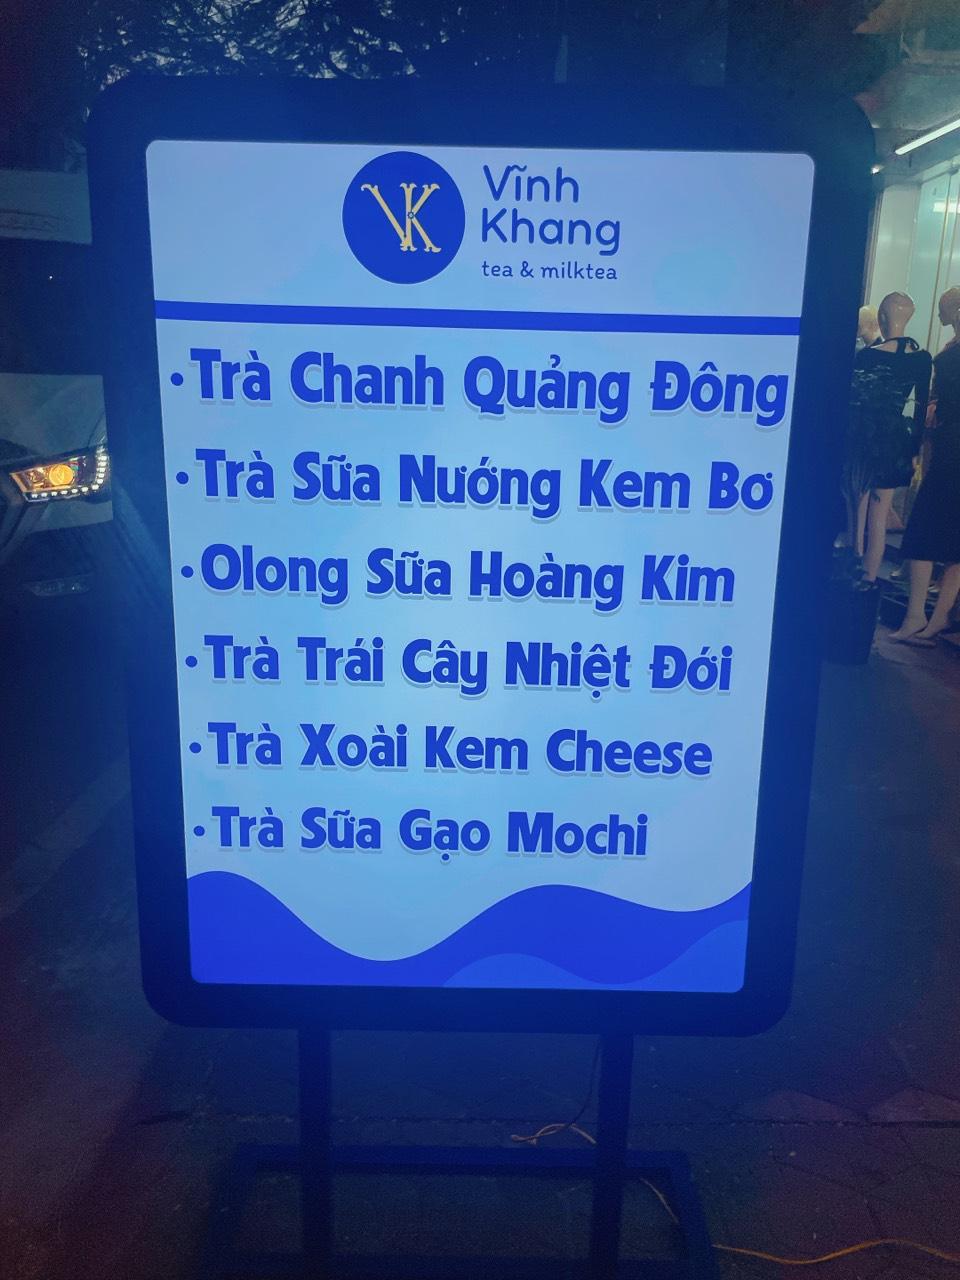 VK
Vĩnh
Khang
tea & milktea
• Trà Chanh Quảng Đông
• Trà Sữa Nướng Kem Bơ
• Olong Sữa Hoàng Kim
• Trà Trái Cây Nhiệt Đới
• Trà Xoài Kem Cheese
• Trà Sữa Gạo Mochi